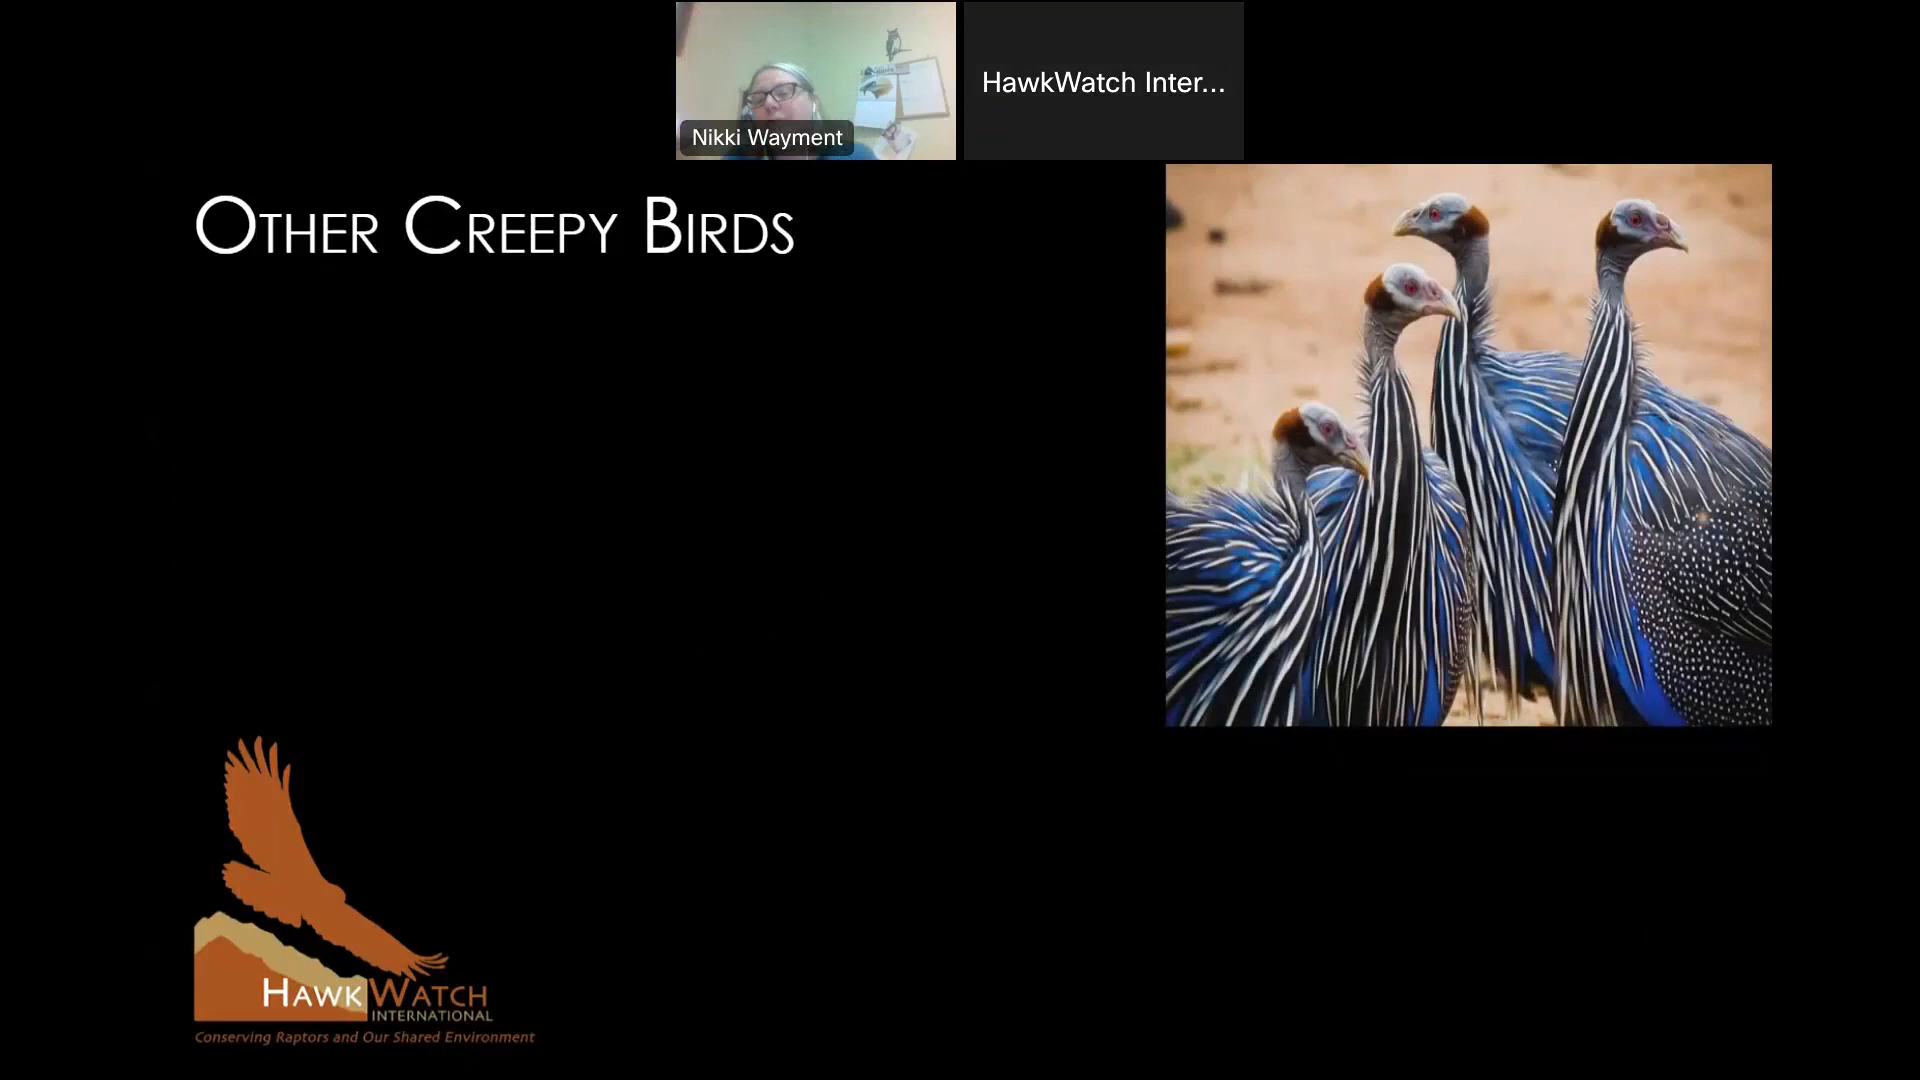 Nikki Wayment
HawkWatch Inter...
OTHER CREEPY BIRDS
HAWKWATCH
INTERNATIONAL
Conserving Raptors and Our Shared Environment